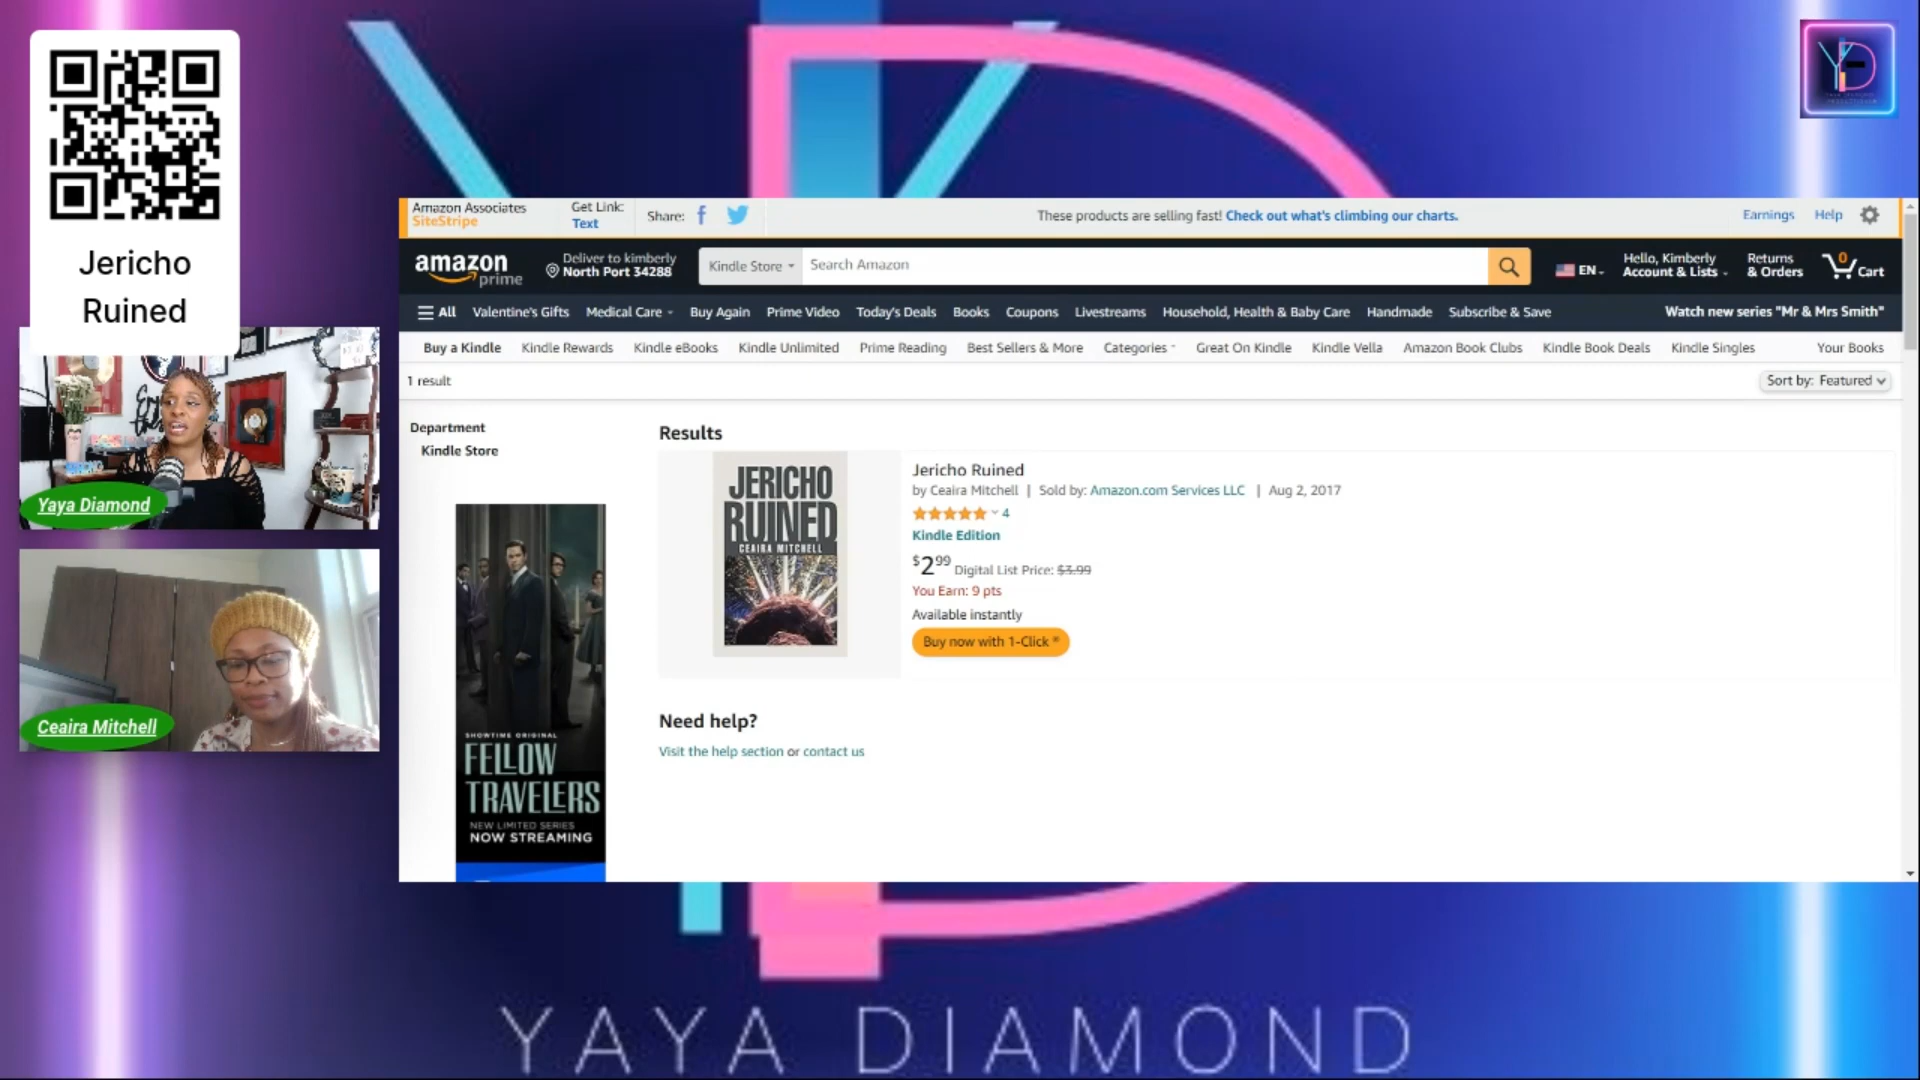 Jericho
Ruined
Yaya Diamond
Ceaira Mitchell
Amazon Associates
SiteStripe
Get Link:
Text
Share:
These products are selling fast! Check out what's climbing our charts.
Earnings
Help
amazon
prime
Deliver to kimberly
North Port 34288
Kindle Store
Search Amazon
EN
Hello, Kimberly
Account & Lists
Returns
& Orders
0
Cart
All
Valentine's Gifts
Medical Care
Buy Again
Prime Video
Today's Deals
Books
Coupons
Livestreams
Household, Health & Baby Care
Handmade
Subscribe & Save
Watch new series "Mr & Mrs Smith"
Buy a Kindle
Kindle Rewards
Kindle eBooks
Kindle Unlimited
Prime Reading
Best Sellers & More
Categories
Great On Kindle
Kindle Vella
Amazon Book Clubs
Kindle Book Deals
Kindle Singles
Your Books
1 result
Sort by: Featured
Department
Kindle Store
SHOWTIME ORIGINAL
FELLOW
TRAVELERS
NEW LIMITED SERIES
NOW STREAMING
Results
JERICHO
RUINED
CEAIRA MITCHELL
Jericho Ruined
by Ceaira Mitchell | Sold by: Amazon.com Services LLC | Aug 2, 2017
4
Kindle Edition
$2.99 Digital List Price: $3.99
You Earn: 9 pts
Available instantly
Buy now with 1-Click ®
Need help?
Visit the help section or contact us
YAYA DIAMOND